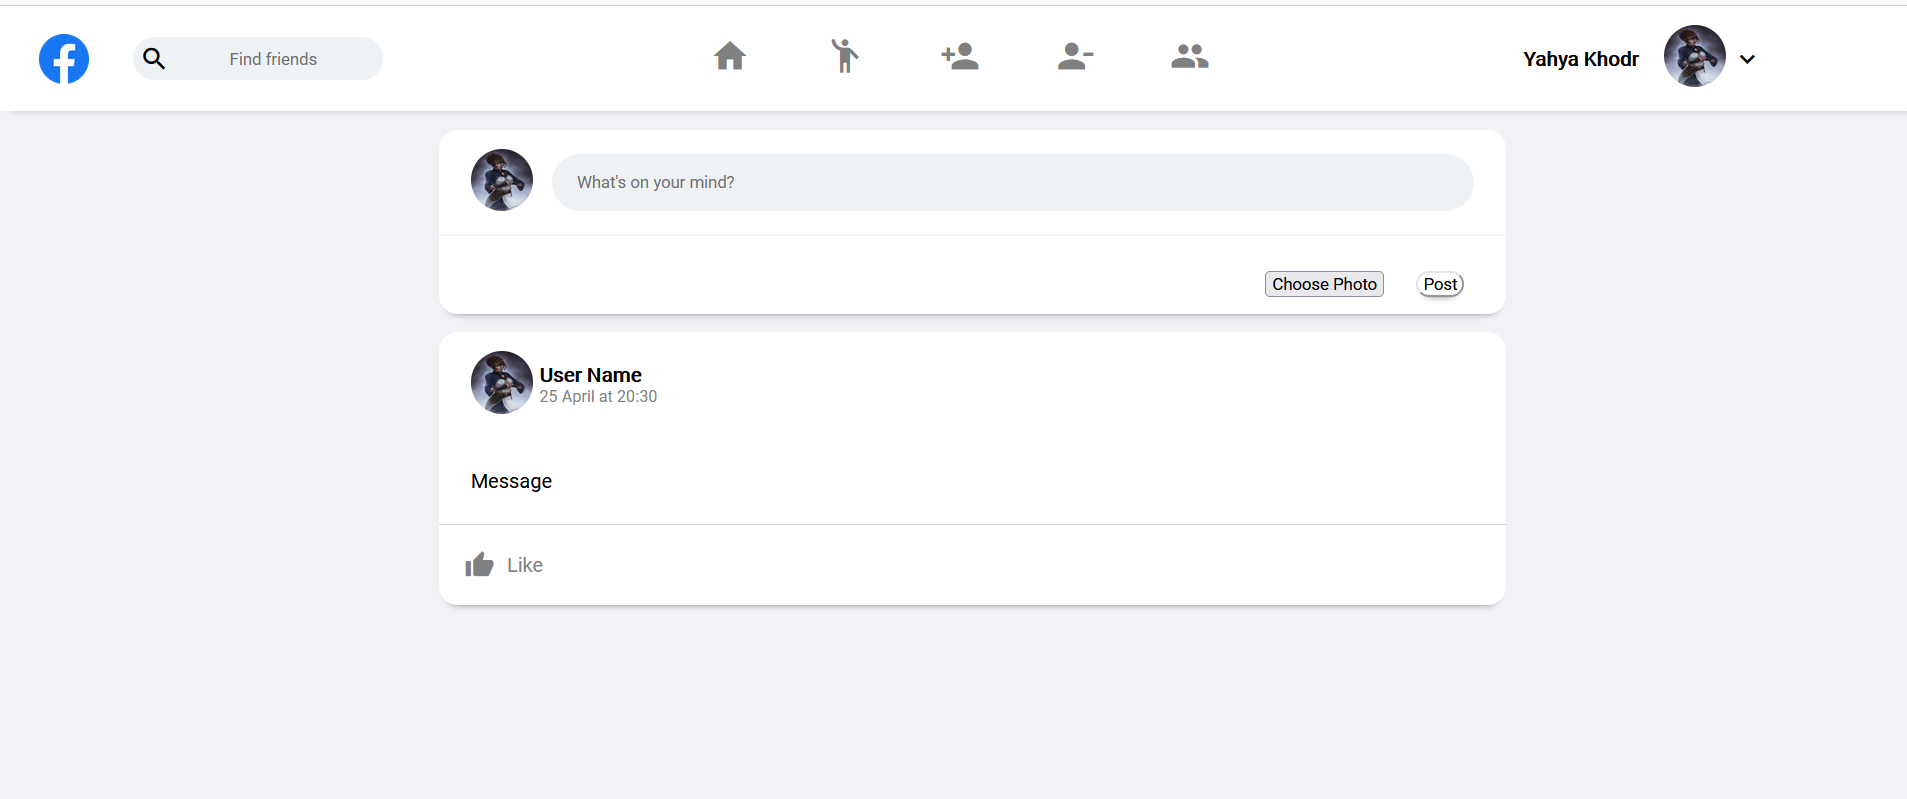 Find friends
Yahya Khodr
What's on your mind?
Choose Photo
Post
User Name
25 April at 20:30
Message
Like